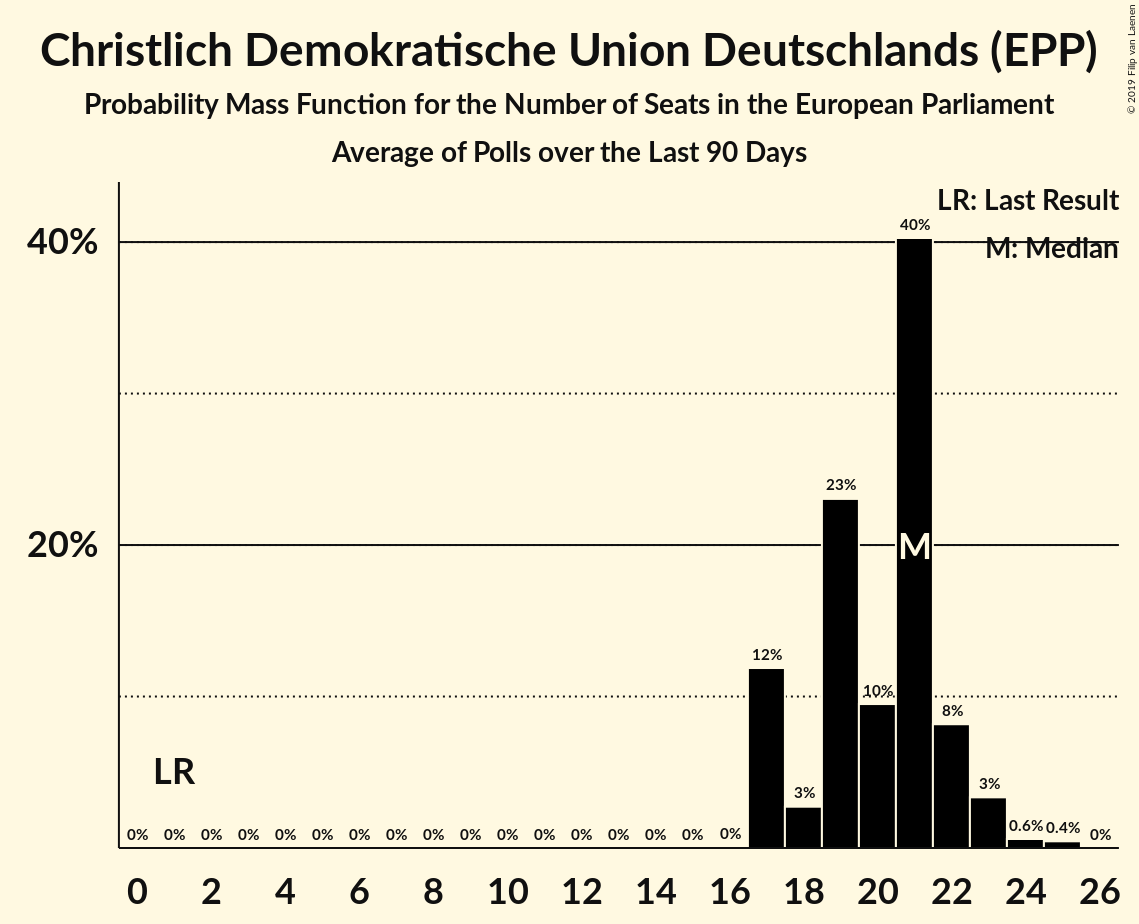 Christlich Demokratische Union Deutschlands (EPP)
Probability Mass Function for the Number of Seats in the European Parliament
Average of Polls over the Last 90 Days
© 2019 Filip van Laenen
LR: Last Result
M: Median
40%
20%
40%
23%
M
12%
10%
8%
3%
3%
LR
0% 0% 0% 0% 0% 0% 0% 0% 0% 0% 0% 0% 0% 0% 0% 0% 0% 0.6% 0.4% 0%
0 2 4 6 8 10 12 14 16 18 20 22 24 26